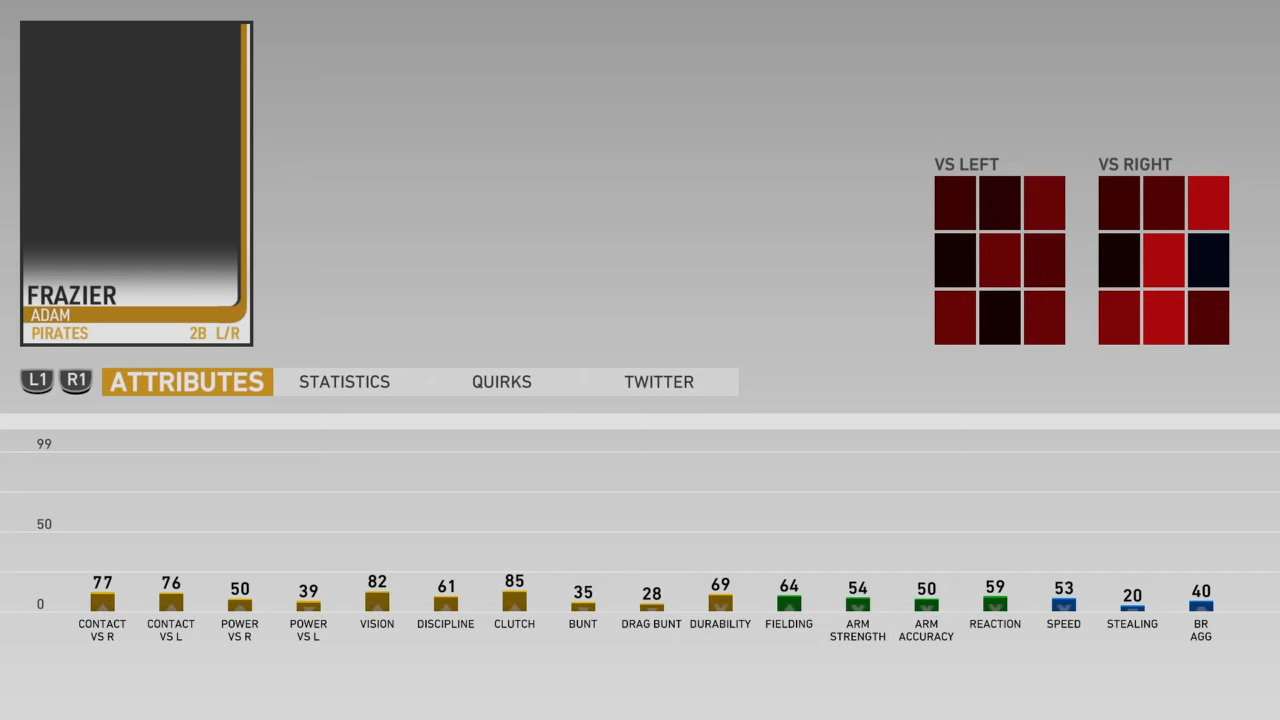 VS LEFT
VS RIGHT
FRAZIER
ADAM
PIRATES 2B L/R
L1 R1 ATTRIBUTES STATISTICS QUIRKS TWITTER
99
50
0
77 76 50 39 82 61 85 35 28 69 64 54 50 59 53 20 40
CONTACT CONTACT POWER POWER VISION DISCIPLINE CLUTCH BUNT DRAG BUNT DURABILITY FIELDING ARM ARM REACTION SPEED STEALING BR
VS R VS L VS R VS L STRENGTH ACCURACY AGG